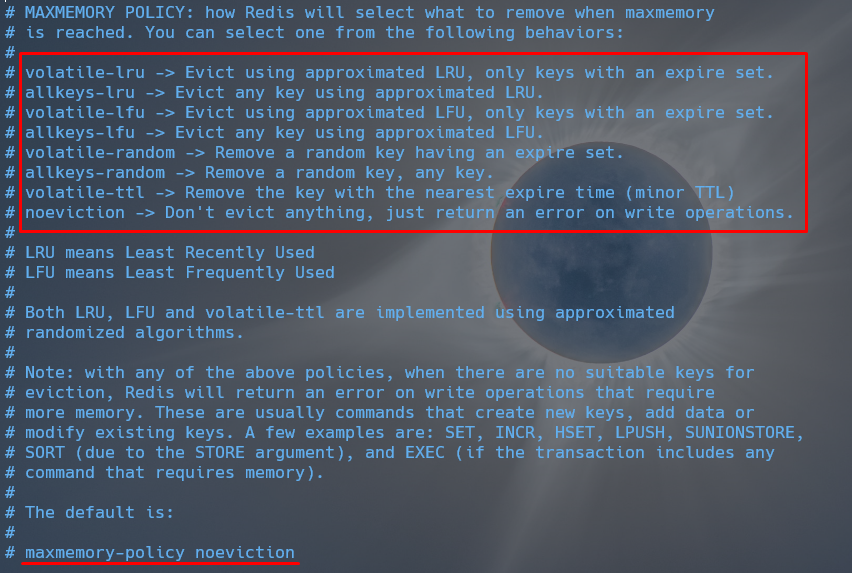 # MAXMEMORY POLICY: how Redis will select what to remove when maxmemory
# is reached. You can select one from the following behaviors:
#
# volatile-lru -> Evict using approximated LRU, only keys with an expire set.
# allkeys-lru -> Evict any key using approximated LRU.
# volatile-lfu -> Evict using approximated LFU, only keys with an expire set.
# allkeys-lfu -> Evict any key using approximated LFU.
# volatile-random -> Remove a random key having an expire set.
# allkeys-random -> Remove a random key, any key.
# volatile-ttl -> Remove the key with the nearest expire time (minor TTL)
# noeviction -> Don't evict anything, just return an error on write operations.
#
# LRU means Least Recently Used
# LFU means Least Frequently Used
#
# Both LRU, LFU and volatile-ttl are implemented using approximated
# randomized algorithms.
#
# Note: with any of the above policies, when there are no suitable keys for
# eviction, Redis will return an error on write operations that require
# more memory. These are usually commands that create new keys, add data or
# modify existing keys. A few examples are: SET, INCR, HSET, LPUSH, SUNIONSTORE,
# SORT (due to the STORE argument), and EXEC (if the transaction includes any
# command that requires memory).
#
# The default is:
#
# maxmemory-policy noeviction